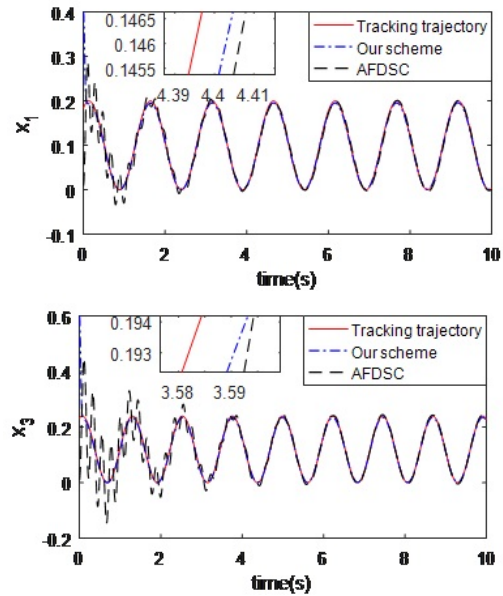 0.4
0.3
0.2
0.1
0
-0.1
x1
0.1465
0.146
0.1455
4.39 4.4 4.41
Tracking trajectory
Our scheme
AFDSC
0 2 4 6 8 10
time(s)
0.6
0.4
0.2
0
-0.2
x3
0.194
0.193
3.58 3.59
Tracking trajectory
Our scheme
AFDSC
0 2 4 6 8 10
time(s)